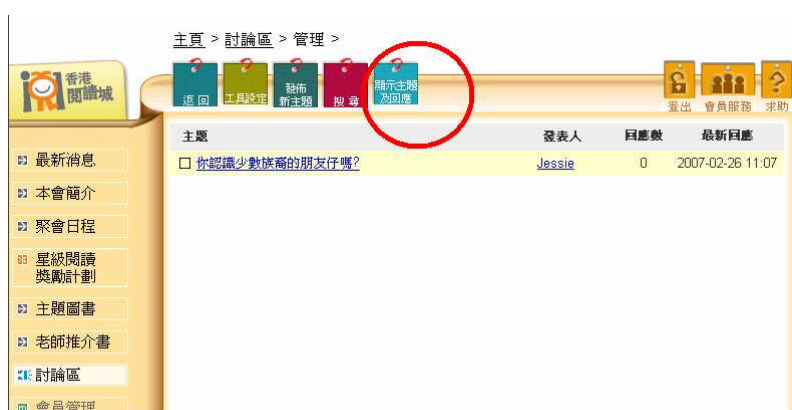 主頁 > 討論區 > 管理 >
香港
閱讀城
返回
工具設定
發佈
新主題
搜尋
顯示主題
及回應
登出
會員服務
求助
主題 發表人 回應數 最新回應
你認識少數族裔的朋友仔嗎? Jessie 0 2007-02-26 11:07
最新消息
本會簡介
聚會日程
星級閱讀
獎勵計劃
主題圖書
老師推介書
討論區
會員管理